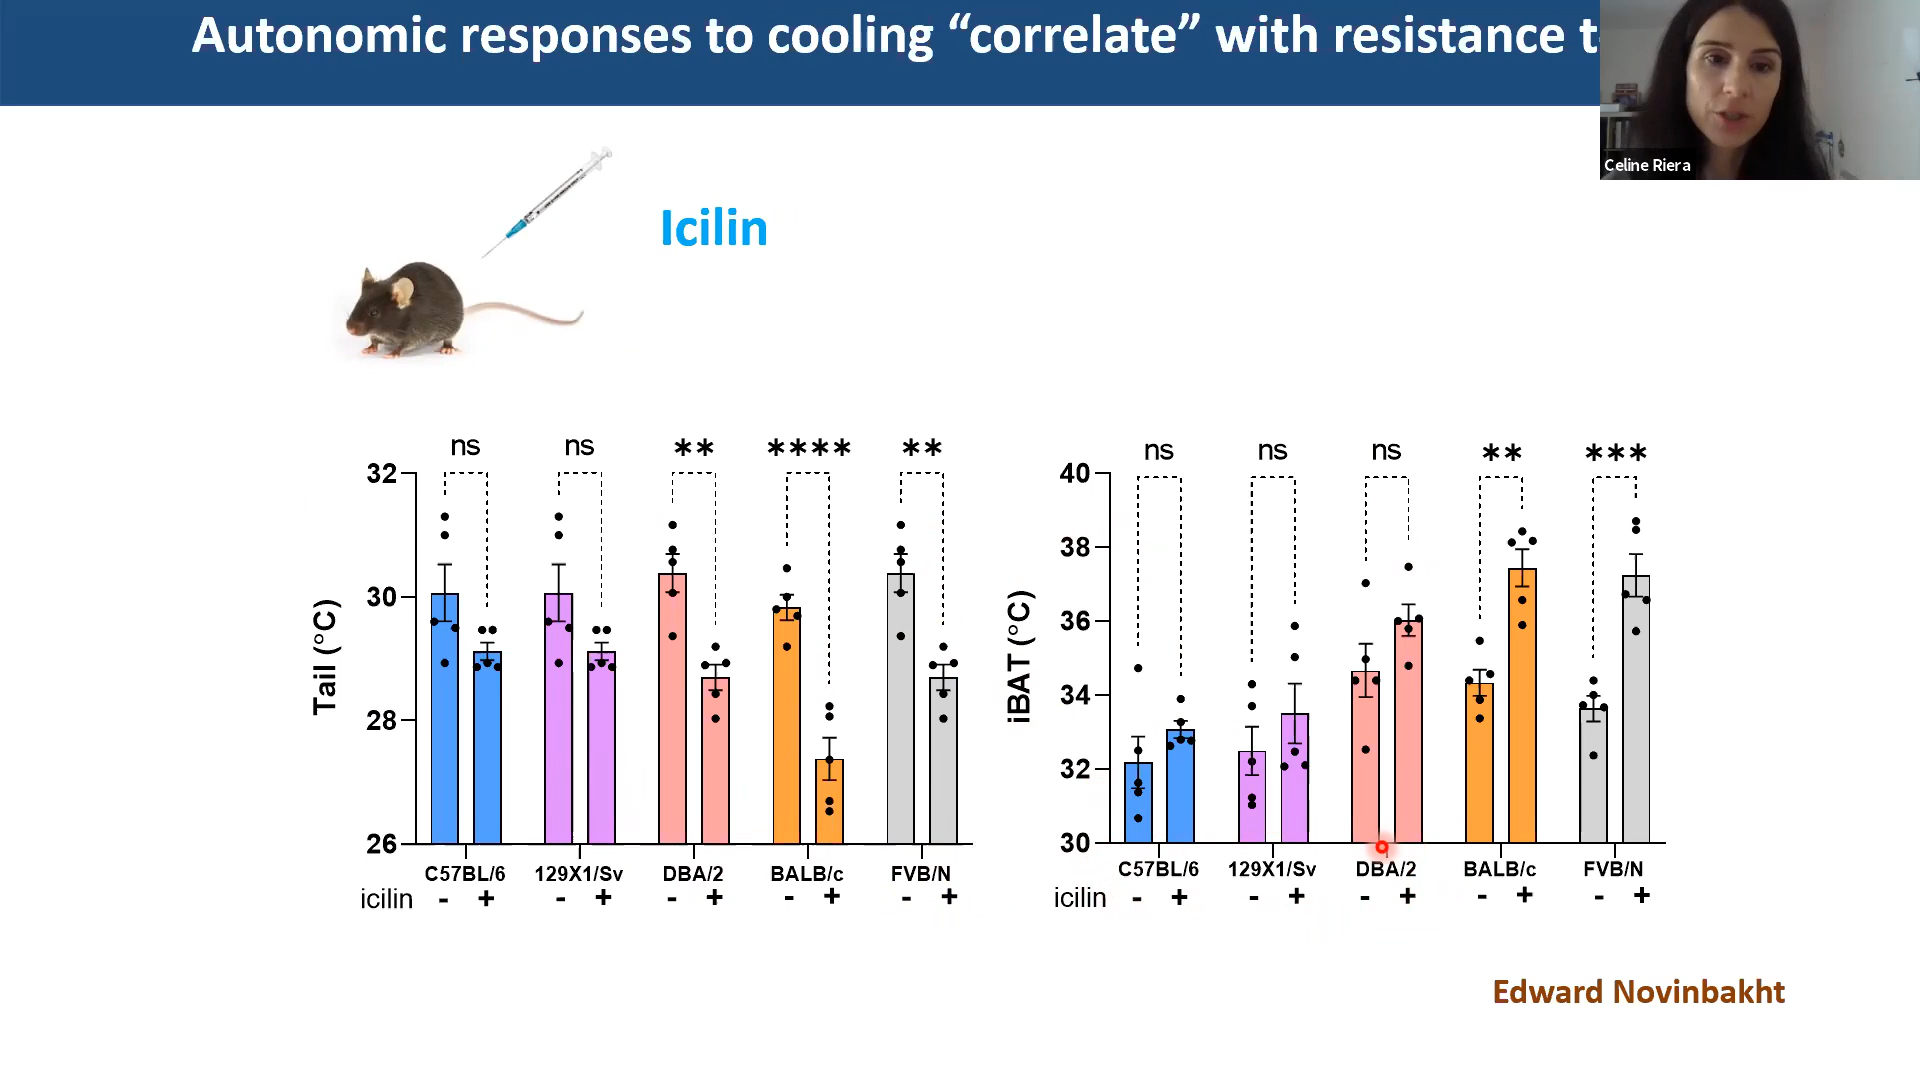 Autonomic responses to cooling “correlate” with resistance t
Celine Riera
Icilin
ns ns ** **** **
32
30
28
26
Tail (°C)
C57BL/6 129X1/Sv DBA/2 BALB/c FVB/N
icilin - + - + - + - + - +
ns ns ns ** ***
40
38
36
34
32
30
iBAT (°C)
C57BL/6 129X1/Sv DBA/2 BALB/c FVB/N
icilin - + - + - + - + - +
Edward Novinbakht